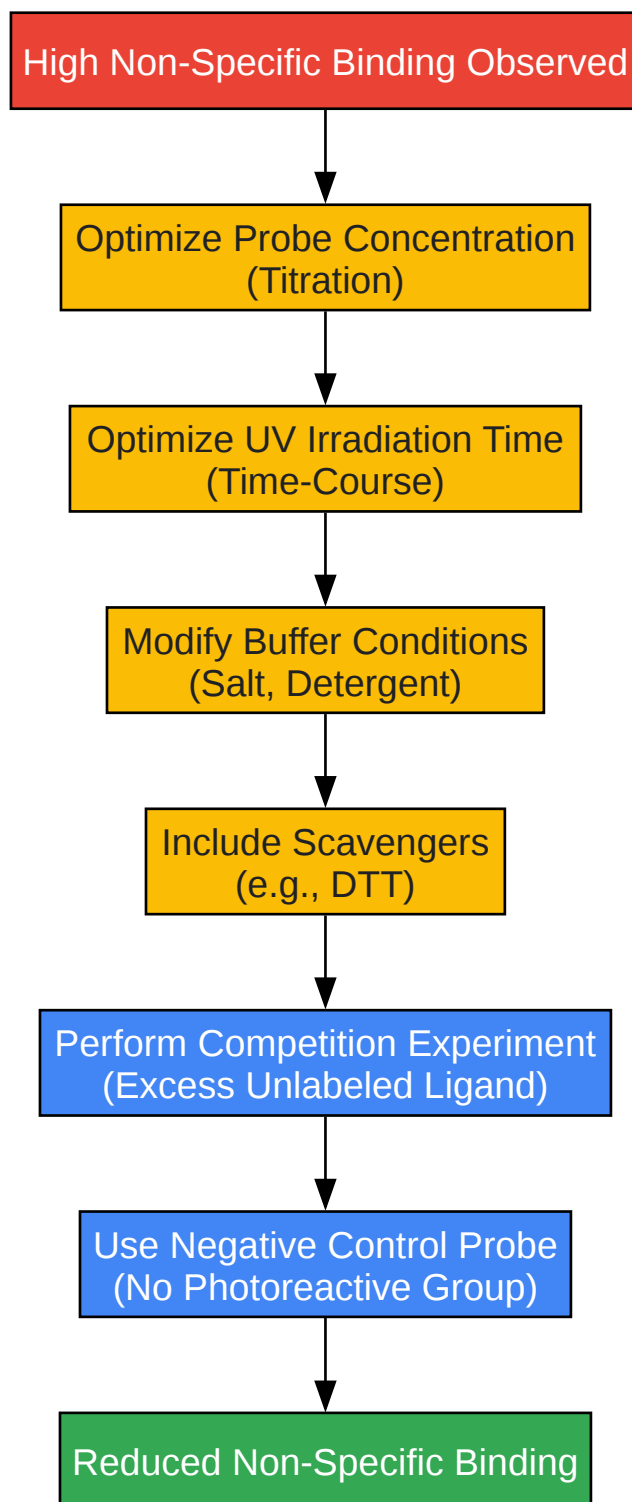 High Non-Specific Binding Observed
Optimize Probe Concentration
(Titration)
Optimize UV Irradiation Time
(Time-Course)
Modify Buffer Conditions
(Salt, Detergent)
Include Scavengers
(e.g., DTT)
Perform Competition Experiment
(Excess Unlabeled Ligand)
Use Negative Control Probe
(No Photoreactive Group)
Reduced Non-Specific Binding